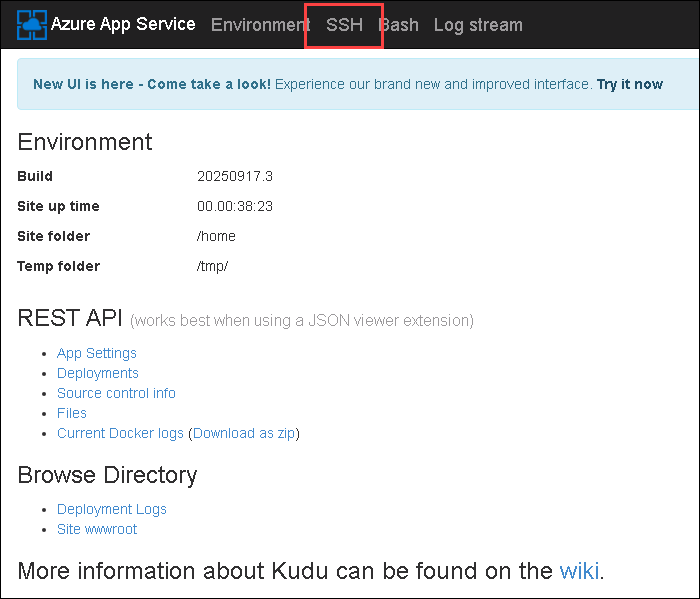 Azure App Service Environment SSH Bash Log stream
New UI is here - Come take a look! Experience our brand new and improved interface. Try it now
Environment
Build 20250917.3
Site up time 00.00:38:23
Site folder /home
Temp folder /tmp/
REST API (works best when using a JSON viewer extension)
App Settings
Deployments
Source control info
Files
Current Docker logs (Download as zip)
Browse Directory
Deployment Logs
Site wwwroot
More information about Kudu can be found on the wiki.